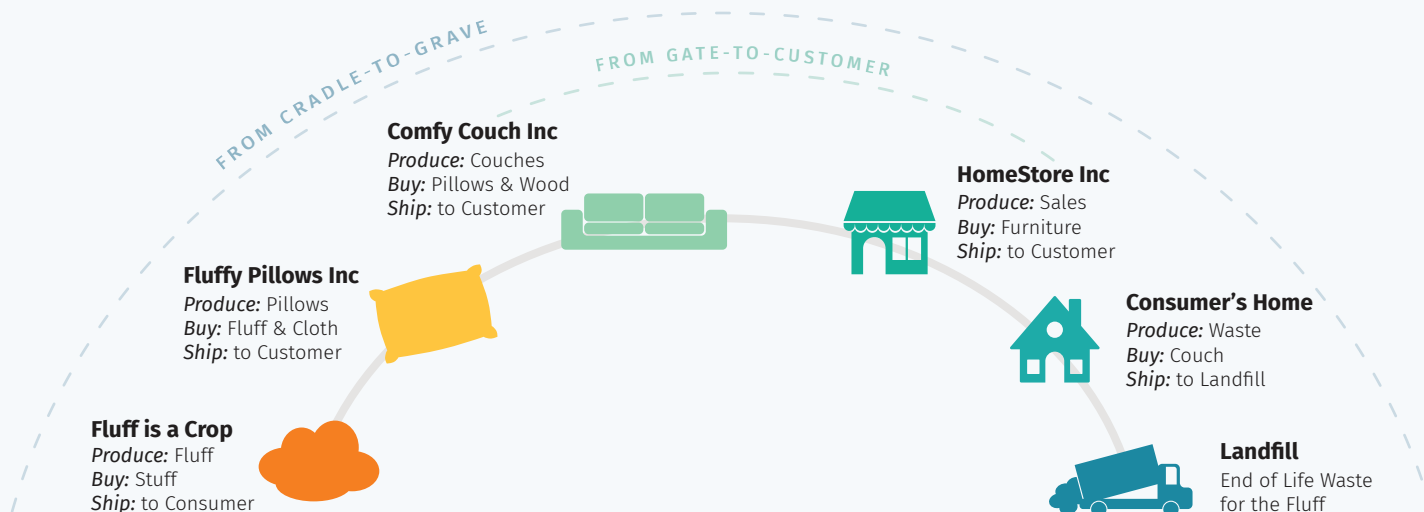 FROM CRADLE-TO-GRAVE
FROM GATE-TO-CUSTOMER
Comfy Couch Inc
Produce: Couches
Buy: Pillows & Wood
Ship: to Customer
HomeStore Inc
Produce: Sales
Buy: Furniture
Ship: to Customer
Fluffy Pillows Inc
Produce: Pillows
Buy: Fluff & Cloth
Ship: to Customer
Consumer’s Home
Produce: Waste
Buy: Couch
Ship: to Landfill
Fluff is a Crop
Produce: Fluff
Buy: Stuff
Ship: to Consumer
Landfill
End of Life Waste
for the Fluff